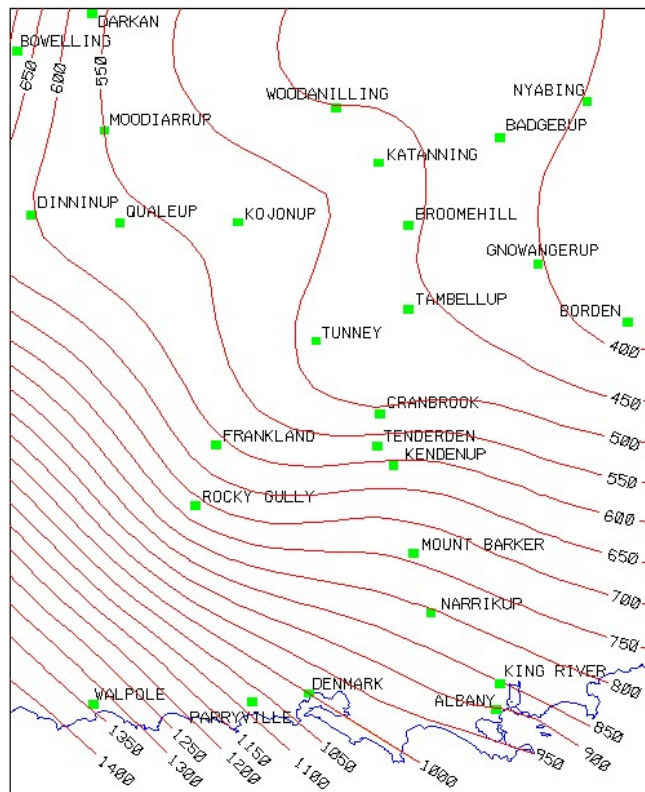 DARKAN
BOWELLING
650
600
550
WOODANILLING
NYABING
MOODIARRUP
BADGEBUP
KATANNING
DINNINUP
QUALEUP
KOJONUP
BROOMEHILL
GNOWANGERUP
TAMBELLUP
BORDEN
TUNNEY
400
450
CRANBROOK
500
FRANKLAND
TENDERDEN
KENDENUP
550
ROCKY GULLY
600
MOUNT BARKER
650
700
NARRIKUP
750
KING RIVER
800
DENMARK
WALPOLE
PARRYVILLE
ALBANY
850
900
950
1000
1050
1100
1150
1200
1250
1300
1350
1400